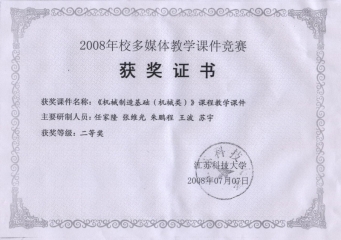 2008年校多媒体教学课件竞赛
获奖证书
获奖课件名称：《机械制造基础（机械类）》课程教学课件
主要研制人员：任家隆 张维光 朱鹏程 王波 苏宇
获奖等级：二等奖
江苏科技大学
2008年07月07日